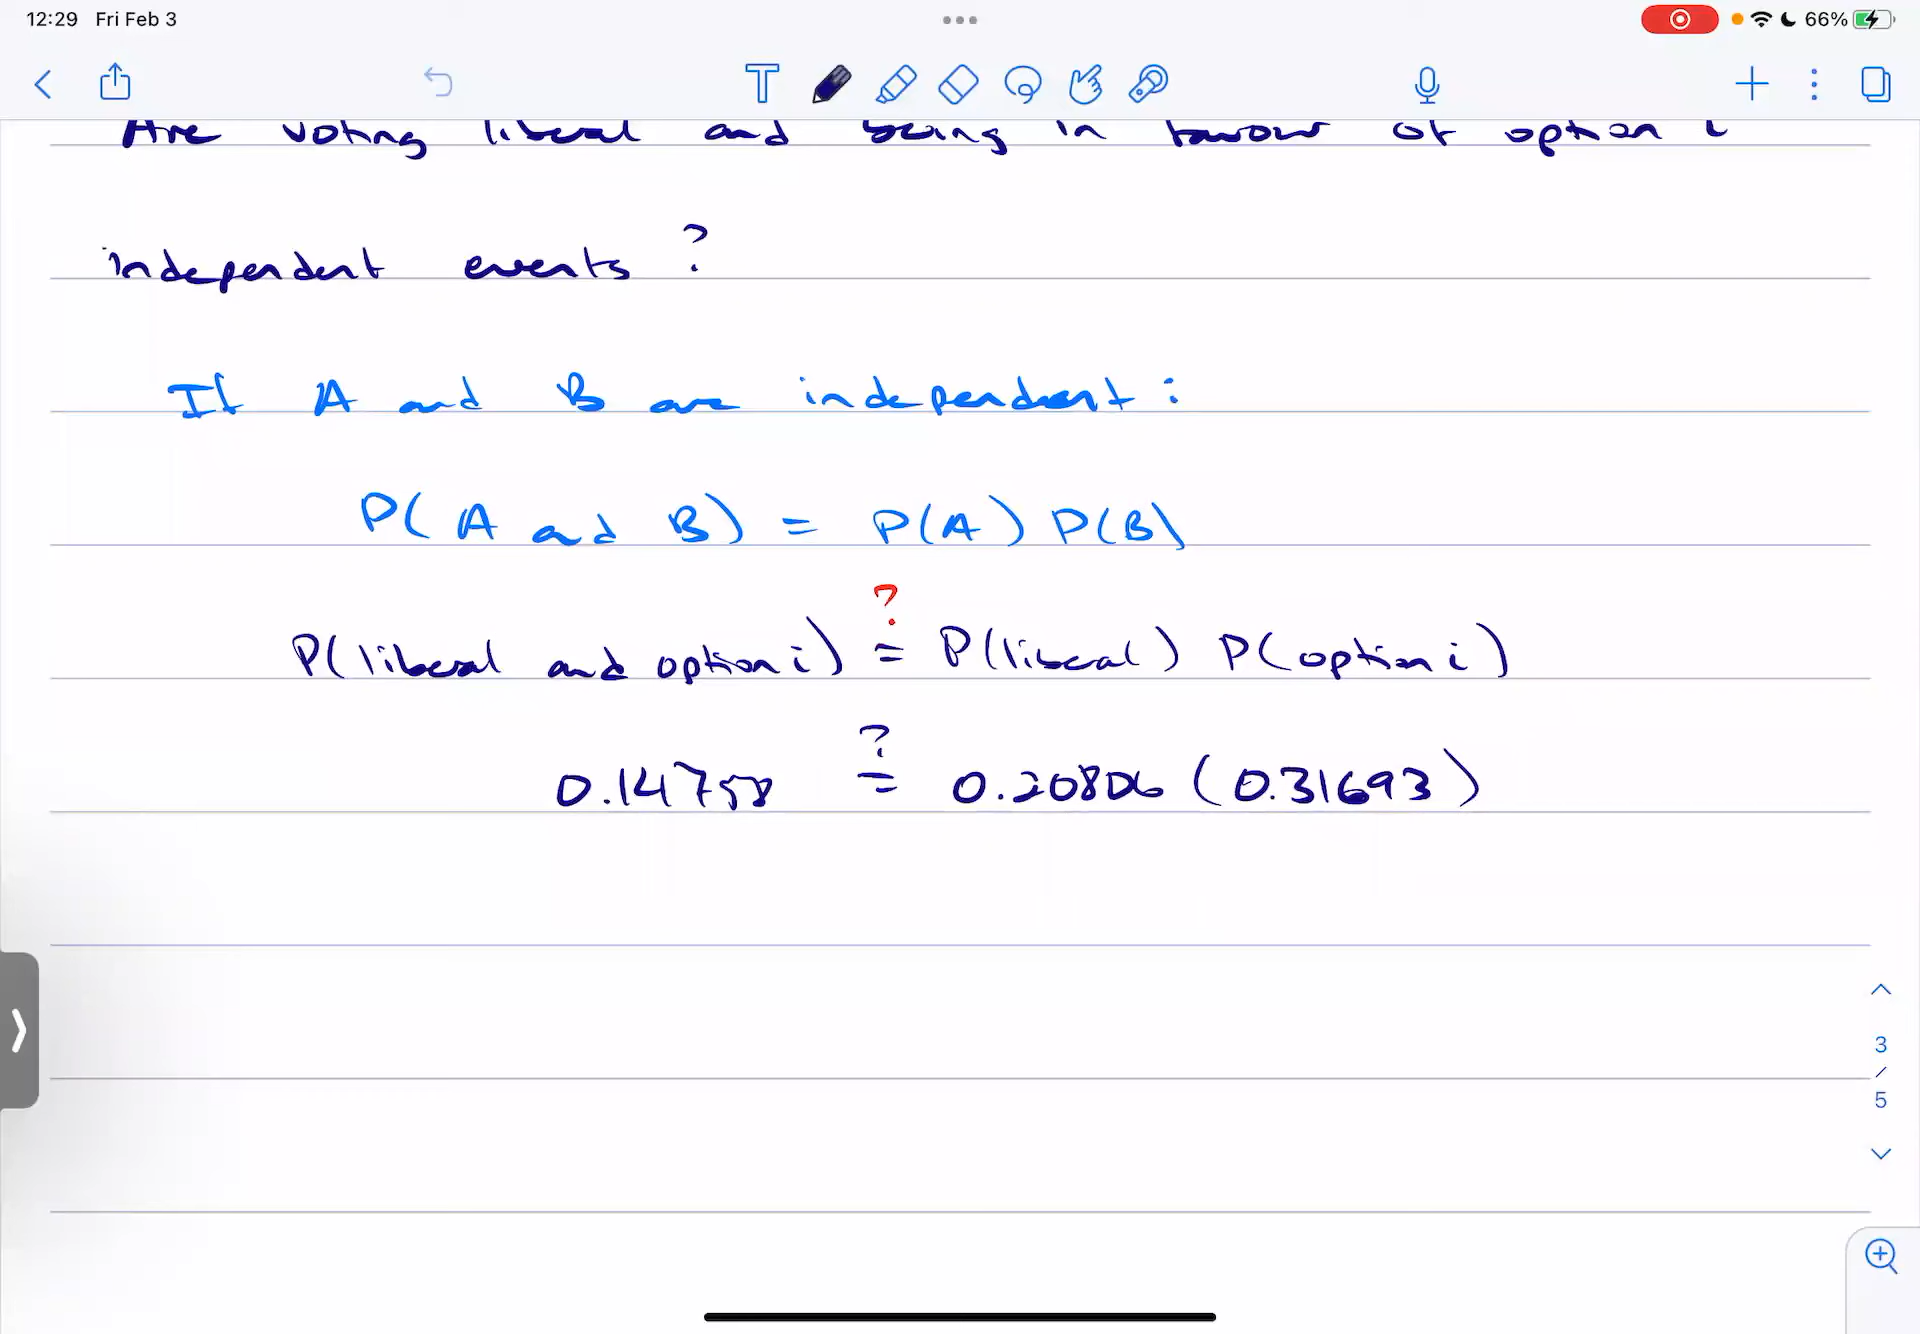 12:29 Fri Feb 3
66%
T
Are voting liberal and being in favour of option i
independent events ?
If A and B are independent :
P( A and B) = P(A) P(B)
?
P(liberal and option i) = P(liberal) P(option i)
?
0.14758 = 0.20806 (0.31693)
3
/
5